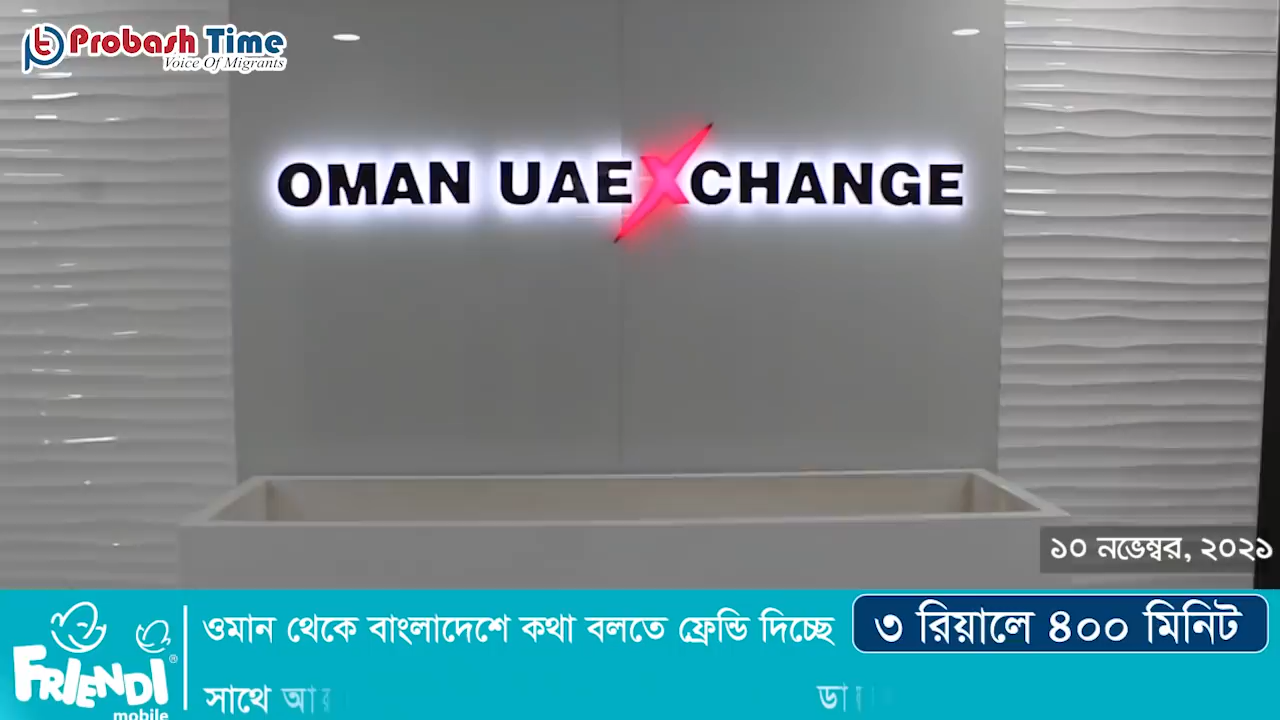 Probash Time
Voice Of Migrants
OMAN UAEXCHANGE
১০ নভেম্বর, ২০২১
ওমান থেকে বাংলাদেশে কথা বলতে ফ্রেন্ডি দিচ্ছে
৩ রিয়ালে ৪০০ মিনিট
FRiENDi
mobile
সাথে